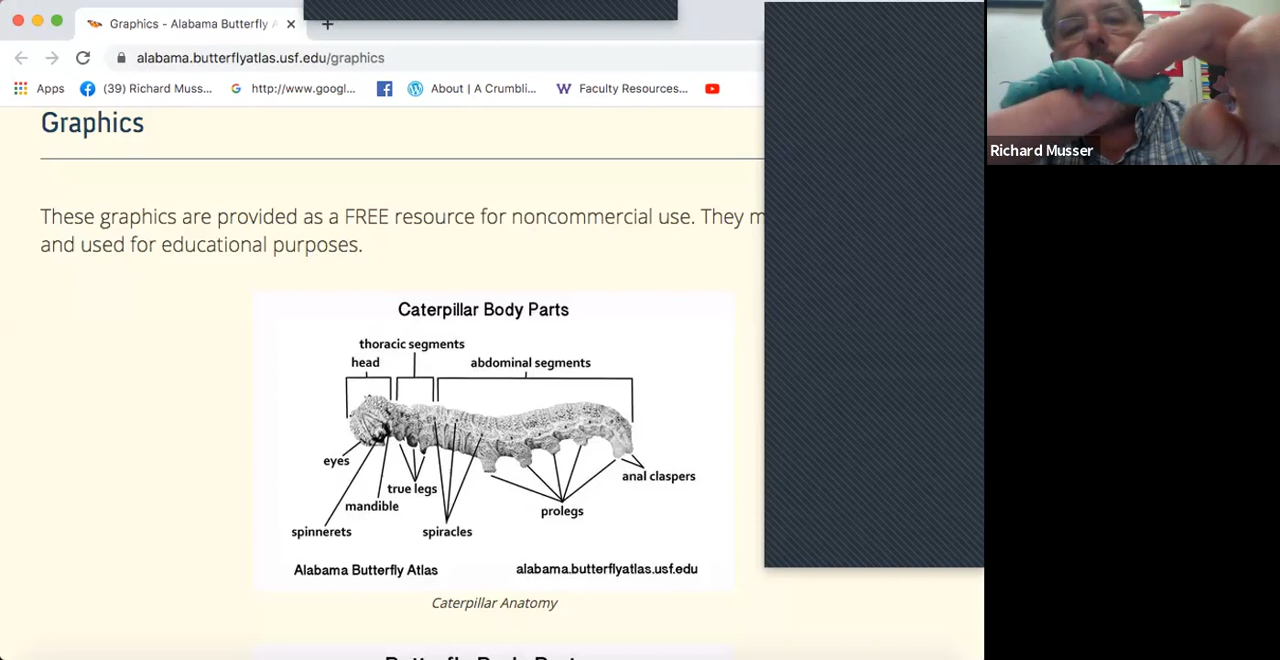 Graphics - Alabama Butterfly
alabama.butterflyatlas.usf.edu/graphics
Apps
(39) Richard Muss...
http://www.googl...
About | A Crumbli...
Faculty Resources...
Graphics
These graphics are provided as a FREE resource for noncommercial use. They
and used for educational purposes.
Caterpillar Body Parts
thoracic segments
head
abdominal segments
eyes
anal claspers
true legs
mandible
prolegs
spinnerets
spiracles
Alabama Butterfly Atlas
alabama.butterflyatlas.usf.edu
Caterpillar Anatomy
Richard Musser